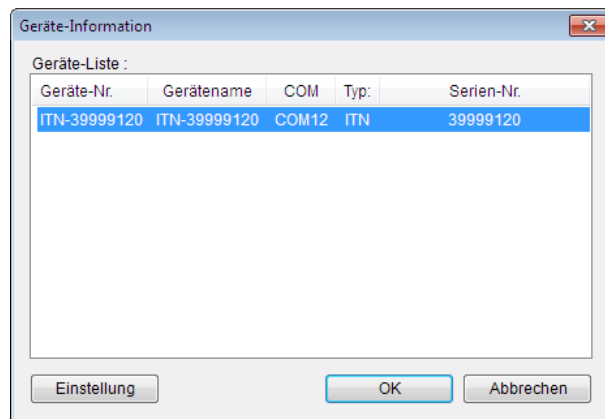 Geräte-Information
Geräte-Liste :
Geräte-Nr. Gerätename COM Typ: Serien-Nr.
ITN-39999120 ITN-39999120 COM12 ITN 39999120
Einstellung OK Abbrechen